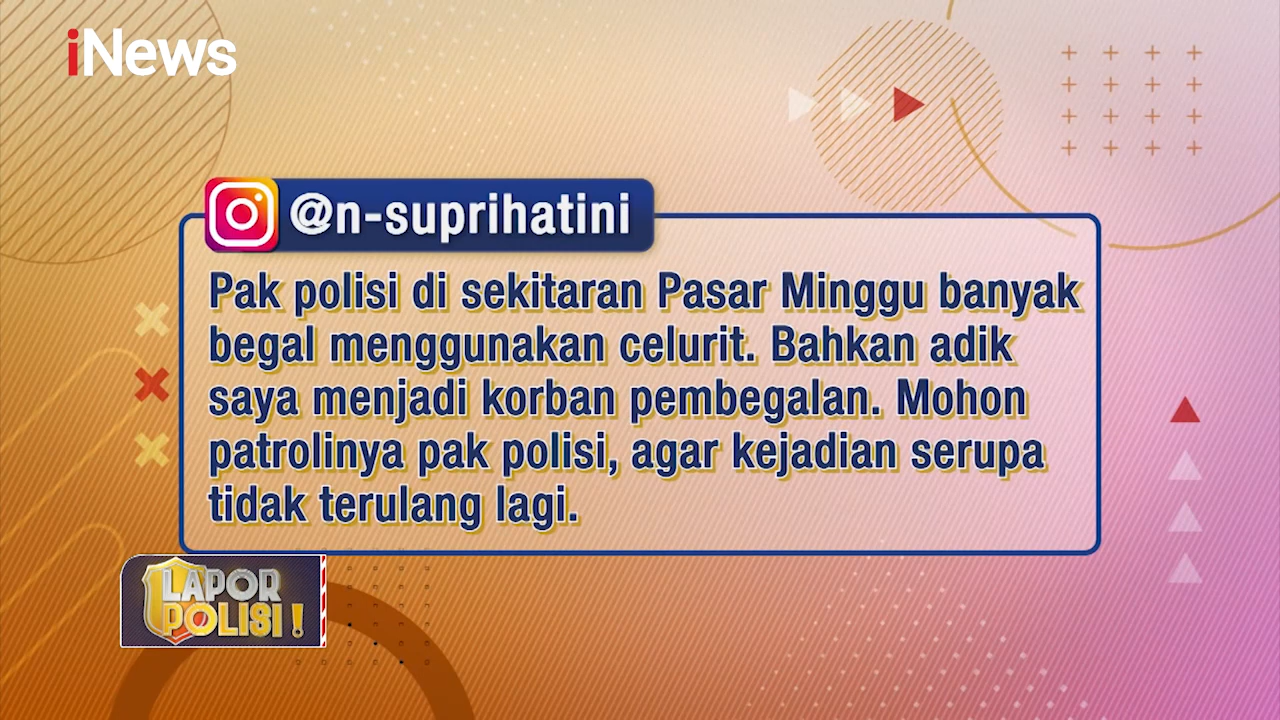 iNews
@n-suprihatini
Pak polisi di sekitaran Pasar Minggu banyak
begal menggunakan celurit. Bahkan adik
saya menjadi korban pembegalan. Mohon
patrolinya pak polisi, agar kejadian serupa
tidak terulang lagi.
LAPOR
POLISI !